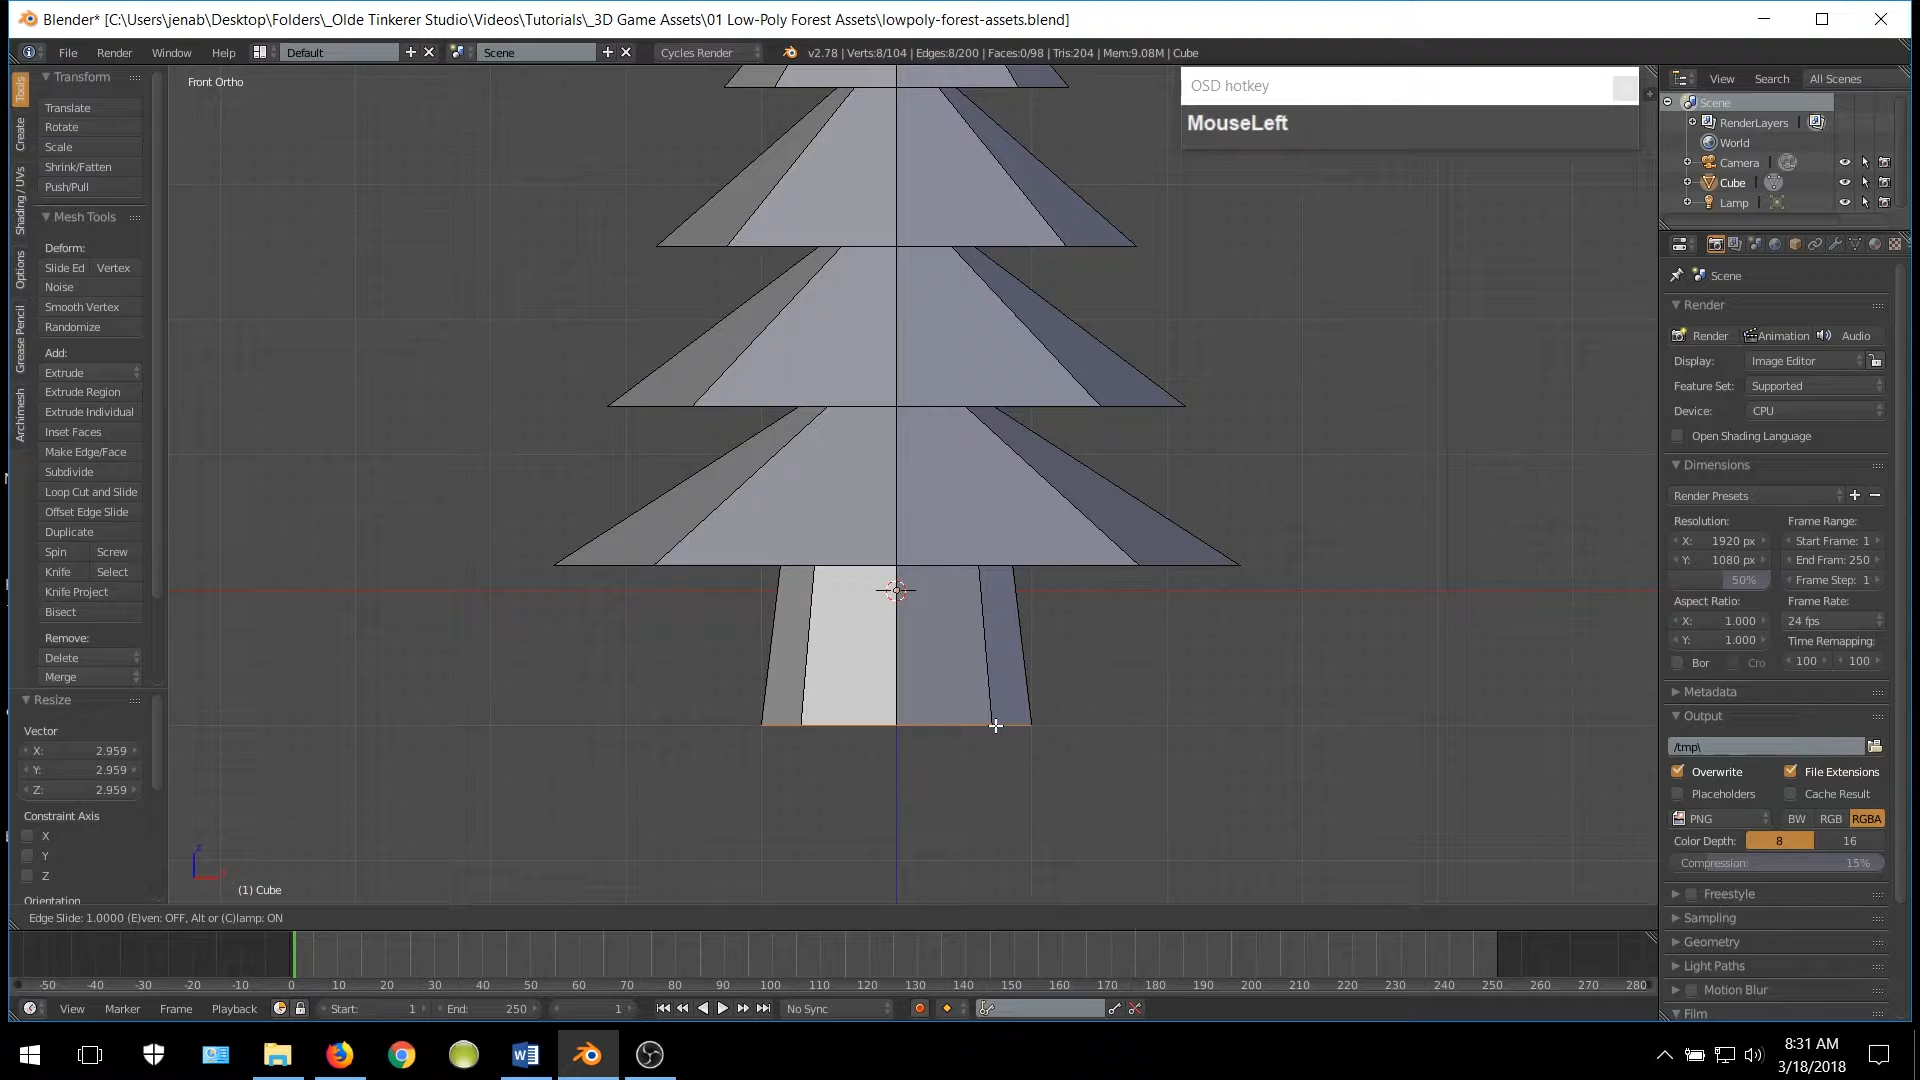 Blender* [C:\Users\jenab\Desktop\Folders\_Olde Tinkerer Studio\Videos\Tutorials\_3D Game Assets\01 Low-Poly Forest Assets\lowpoly-forest-assets.blend]
File Render Window Help Default Scene Cycles Render v2.78 | Verts:8/104 | Edges:8/200 | Faces:0/98 | Tris:204 | Mem:9.08M | Cube
Tools
Create
Shading / UVs
Options
Grease Pencil
Archimesh
Transform
Translate
Rotate
Scale
Shrink/Fatten
Push/Pull
Mesh Tools
Deform:
Slide Ed Vertex
Noise
Smooth Vertex
Randomize
Add:
Extrude
Extrude Region
Extrude Individual
Inset Faces
Make Edge/Face
Subdivide
Loop Cut and Slide
Offset Edge Slide
Duplicate
Spin Screw
Knife Select
Knife Project
Bisect
Remove:
Delete
Merge
Resize
Vector
X: 2.959
Y: 2.959
Z: 2.959
Constraint Axis
X
Y
Z
Orientation
Front Ortho
OSD hotkey
MouseLeft
(1) Cube
Edge Slide: 1.0000 (E)ven: OFF, Alt or (C)lamp: ON
View Search All Scenes
Scene
RenderLayers
World
Camera
Cube
Lamp
Scene
Render
Render Animation Audio
Display: Image Editor
Feature Set: Supported
Device: CPU
Open Shading Language
Dimensions
Render Presets
Resolution: Frame Range:
X: 1920 px Start Frame: 1
Y: 1080 px End Fram: 250
50% Frame Step: 1
Aspect Ratio: Frame Rate:
X: 1.000 24 fps
Y: 1.000 Time Remapping:
Bor Cro 100 100
Metadata
Output
/tmp\
Overwrite File Extensions
Placeholders Cache Result
PNG BW RGB RGBA
Color Depth: 8 16
Compression: 15%
Freestyle
Sampling
Geometry
Light Paths
Motion Blur
Film
-50 -40 -30 -20 -10 0 10 20 30 40 50 60 70 80 90 100 110 120 130 140 150 160 170 180 190 200 210 220 230 240 250 260 270 280
View Marker Frame Playback Start: 1 End: 250 1 No Sync
8:31 AM
3/18/2018